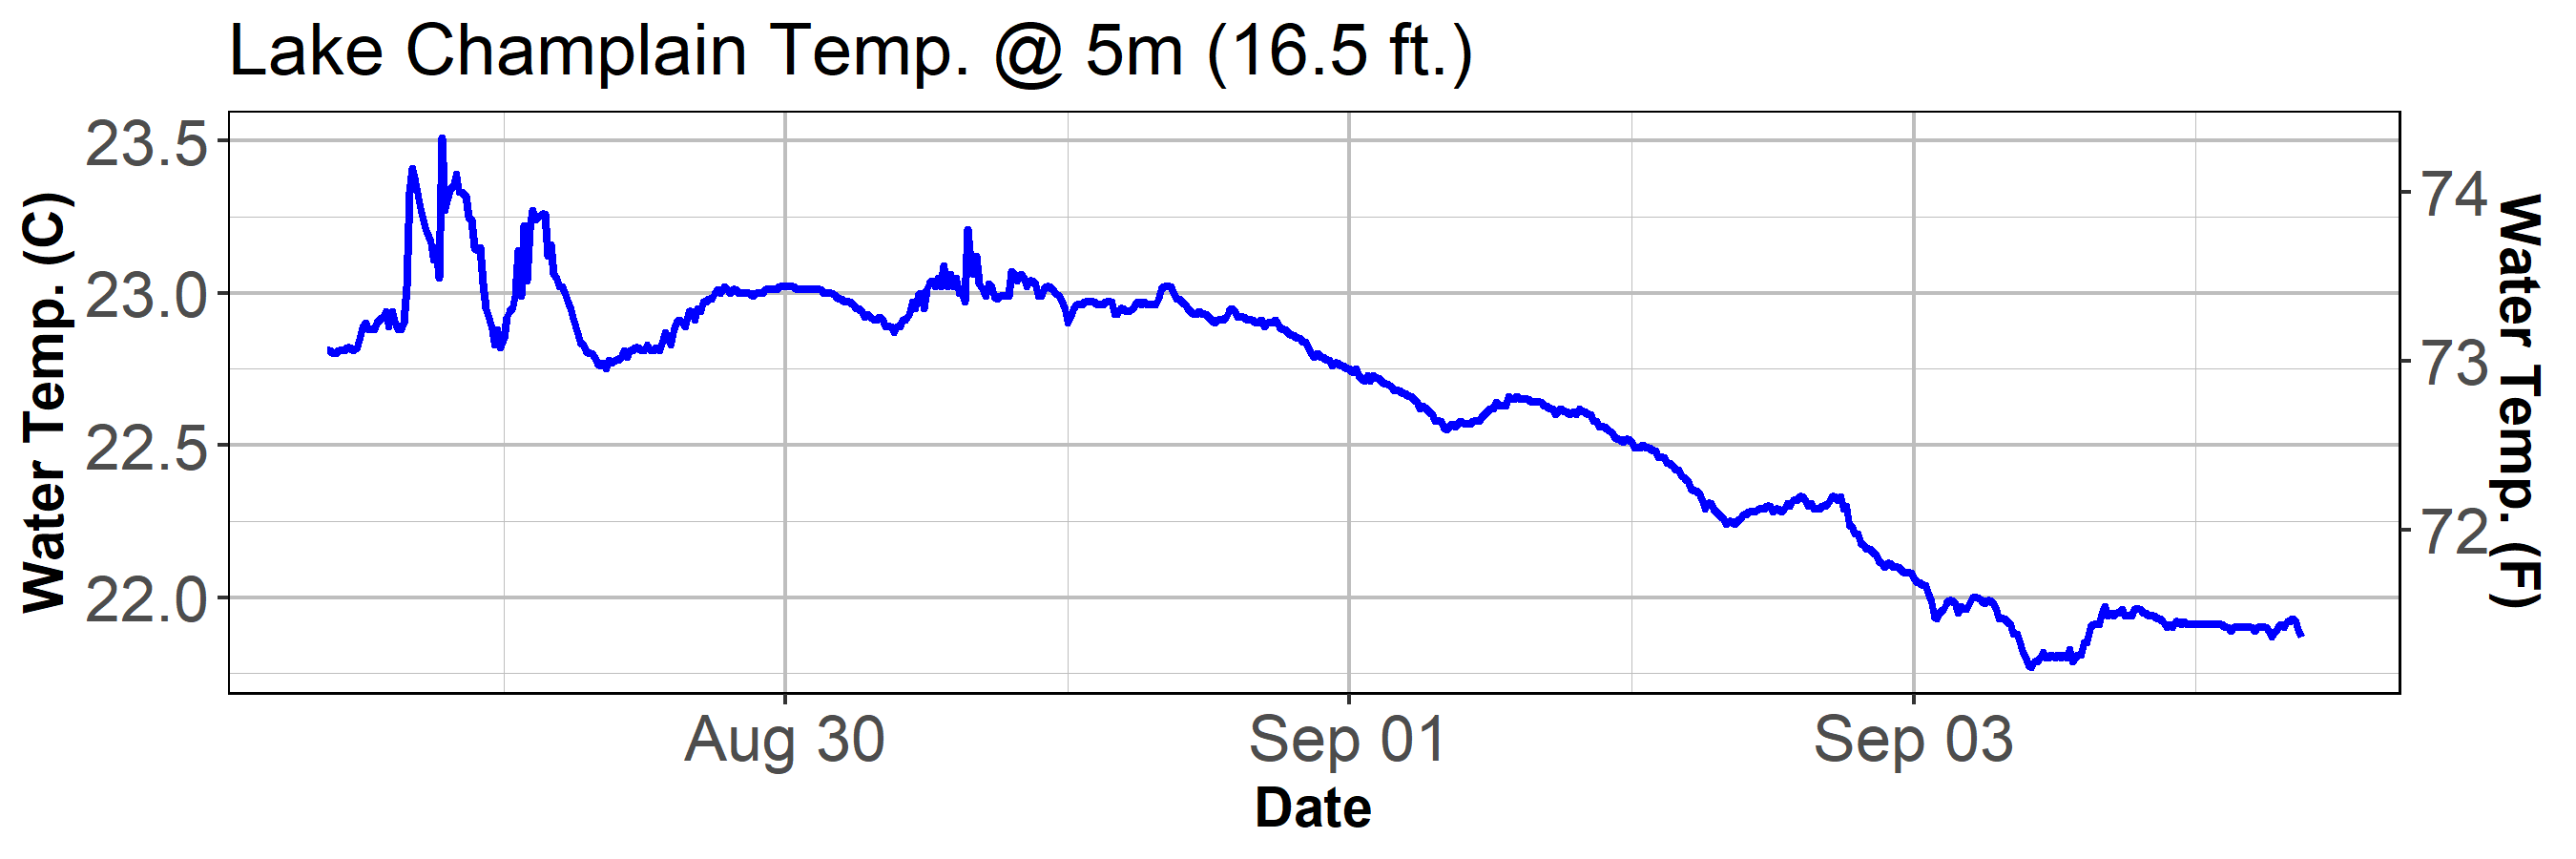 Lake Champlain Temp. @ 5m (16.5 ft.)
Water Temp. (C)
23.5
23.0
22.5
22.0
74
73
72
Water Temp. (F)
Aug 30
Sep 01
Sep 03
Date